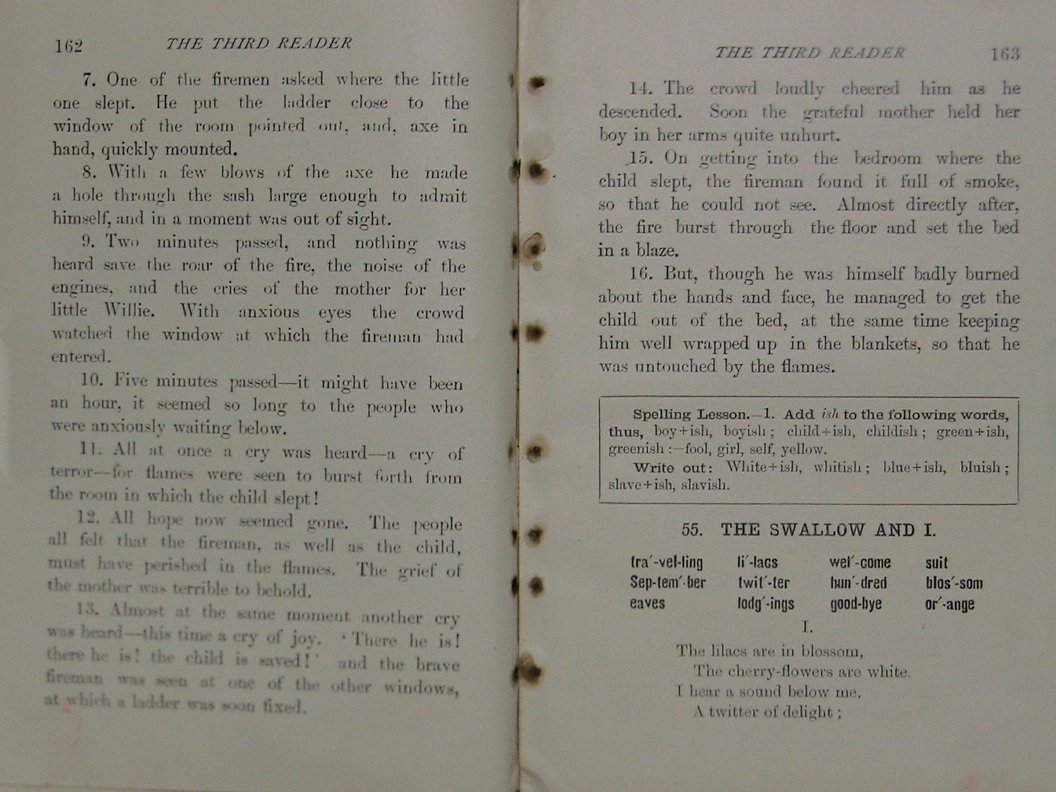 162 THE THIRD READER
7. One of the firemen asked where the little
one slept. He put the ladder close to the
window of the room pointed out, and, axe in
hand, quickly mounted.
8. With a few blows of the axe he made
a hole through the sash large enough to admit
himself, and in a moment was out of sight.
9. Two minutes passed, and nothing was
heard save the roar of the fire, the noise of the
engines, and the cries of the mother for her
little Willie. With anxious eyes the crowd
watched the window at which the fireman had
entered.
10. Five minutes passed—it might have been
an hour, it seemed so long to the people who
were anxiously waiting below.
11. All at once a cry was heard—a cry of
terror—for flames were seen to burst forth from
the room in which the child slept!
12. All hope now seemed gone. The people
all felt that the fireman, as well as the child,
must have perished in the flames. The grief of
the mother was terrible to behold.
13. Almost at the same moment another cry
was heard—this time a cry of joy. 'There he is!
there he is! the child is saved!' and the brave
fireman was seen at one of the other windows,
at which a ladder was soon fixed.
THE THIRD READER 163
14. The crowd loudly cheered him as he
descended. Soon the grateful mother held her
boy in her arms quite unhurt.
15. On getting into the bedroom where the
child slept, the fireman found it full of smoke,
so that he could not see. Almost directly after,
the fire burst through the floor and set the bed
in a blaze.
16. But, though he was himself badly burned
about the hands and face, he managed to get the
child out of the bed, at the same time keeping
him well wrapped up in the blankets, so that he
was untouched by the flames.
Spelling Lesson.—1. Add ish to the following words,
thus, boy+ish, boyish; child+ish, childish; green+ish,
greenish:—fool, girl, self, yellow.
Write out: White+ish, whitish; blue+ish, bluish;
slave+ish, slavish.
55. THE SWALLOW AND I.
tra'-vel-ling li'-lacs wel'-come suit
Sep-tem'-ber twit'-ter hun'-dred blos'-som
eaves lodg'-ings good-bye or'-ange
I.
The lilacs are in blossom,
The cherry-flowers are white.
I hear a sound below me,
A twitter of delight;